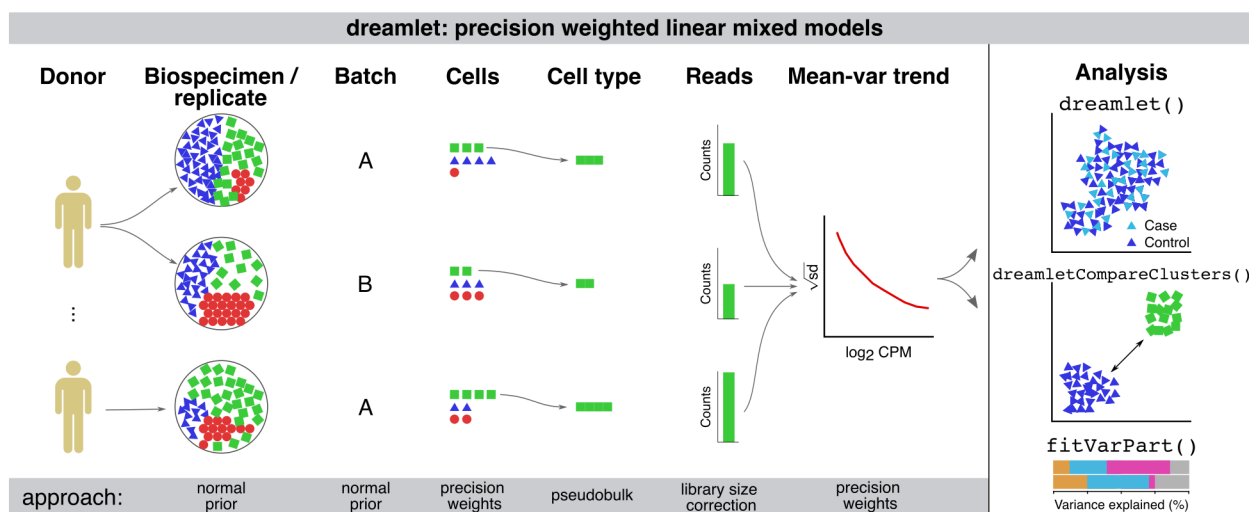 dreamlet: precision weighted linear mixed models
Donor
Biospecimen /
replicate
Batch
Cells
Cell type
Reads
Mean-var trend
Analysis
dreamlet()
A
Counts
Case
Control
B
Counts
√sd
log2 CPM
dreamletCompareClusters()
...
A
Counts
fitVarPart()
Variance explained (%)
approach:
normal
prior
normal
prior
precision
weights
pseudobulk
library size
correction
precision
weights